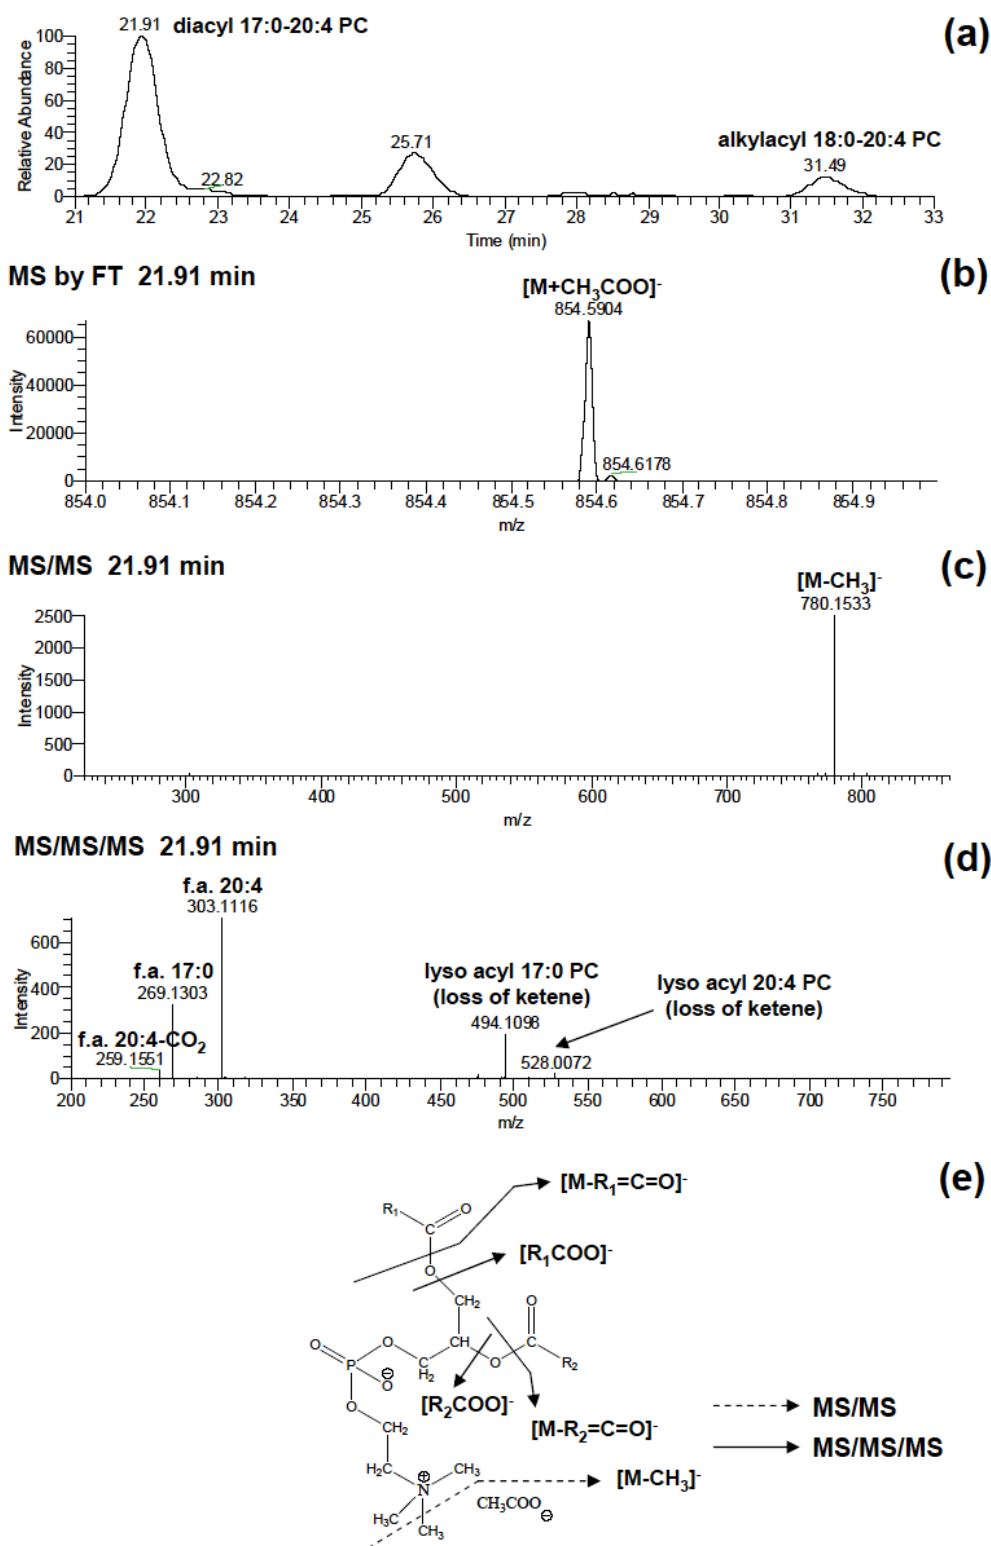 21.91 diacyl 17:0-20:4 PC (a)
100
80
60
40
20
0
Relative Abundance
22.82
25.71
alkylacyl 18:0-20:4 PC
31.49
21 22 23 24 25 26 27 28 29 30 31 32 33
Time (min)
MS by FT 21.91 min (b)
[M+CH3COO]-
854.5904
60000
40000
20000
0
Intensity
854.6178
854.0 854.1 854.2 854.3 854.4 854.5 854.6 854.7 854.8 854.9
m/z
MS/MS 21.91 min (c)
[M-CH3]-
780.1533
2500
2000
1500
1000
500
0
Intensity
300 400 500 600 700 800
m/z
MS/MS/MS 21.91 min (d)
f.a. 20:4
303.1116
600
400
200
0
Intensity
f.a. 17:0
269.1303
f.a. 20:4-CO2
259.1551
lyso acyl 17:0 PC
(loss of ketene)
494.1098
lyso acyl 20:4 PC
(loss of ketene)
528.0072
200 250 300 350 400 450 500 550 600 650 700 750
m/z
(e)
[M-R1=C=O]-
R1 O
C
[R1COO]-
O
CH2 O
O O CH C
P C H2 O R2
O ⊖
[R2COO]-
O
[M-R2=C=O]-
CH2
MS/MS
MS/MS/MS
H2C ⊕ CH3
N
[M-CH3]-
CH3COO ⊖
H3C
CH3